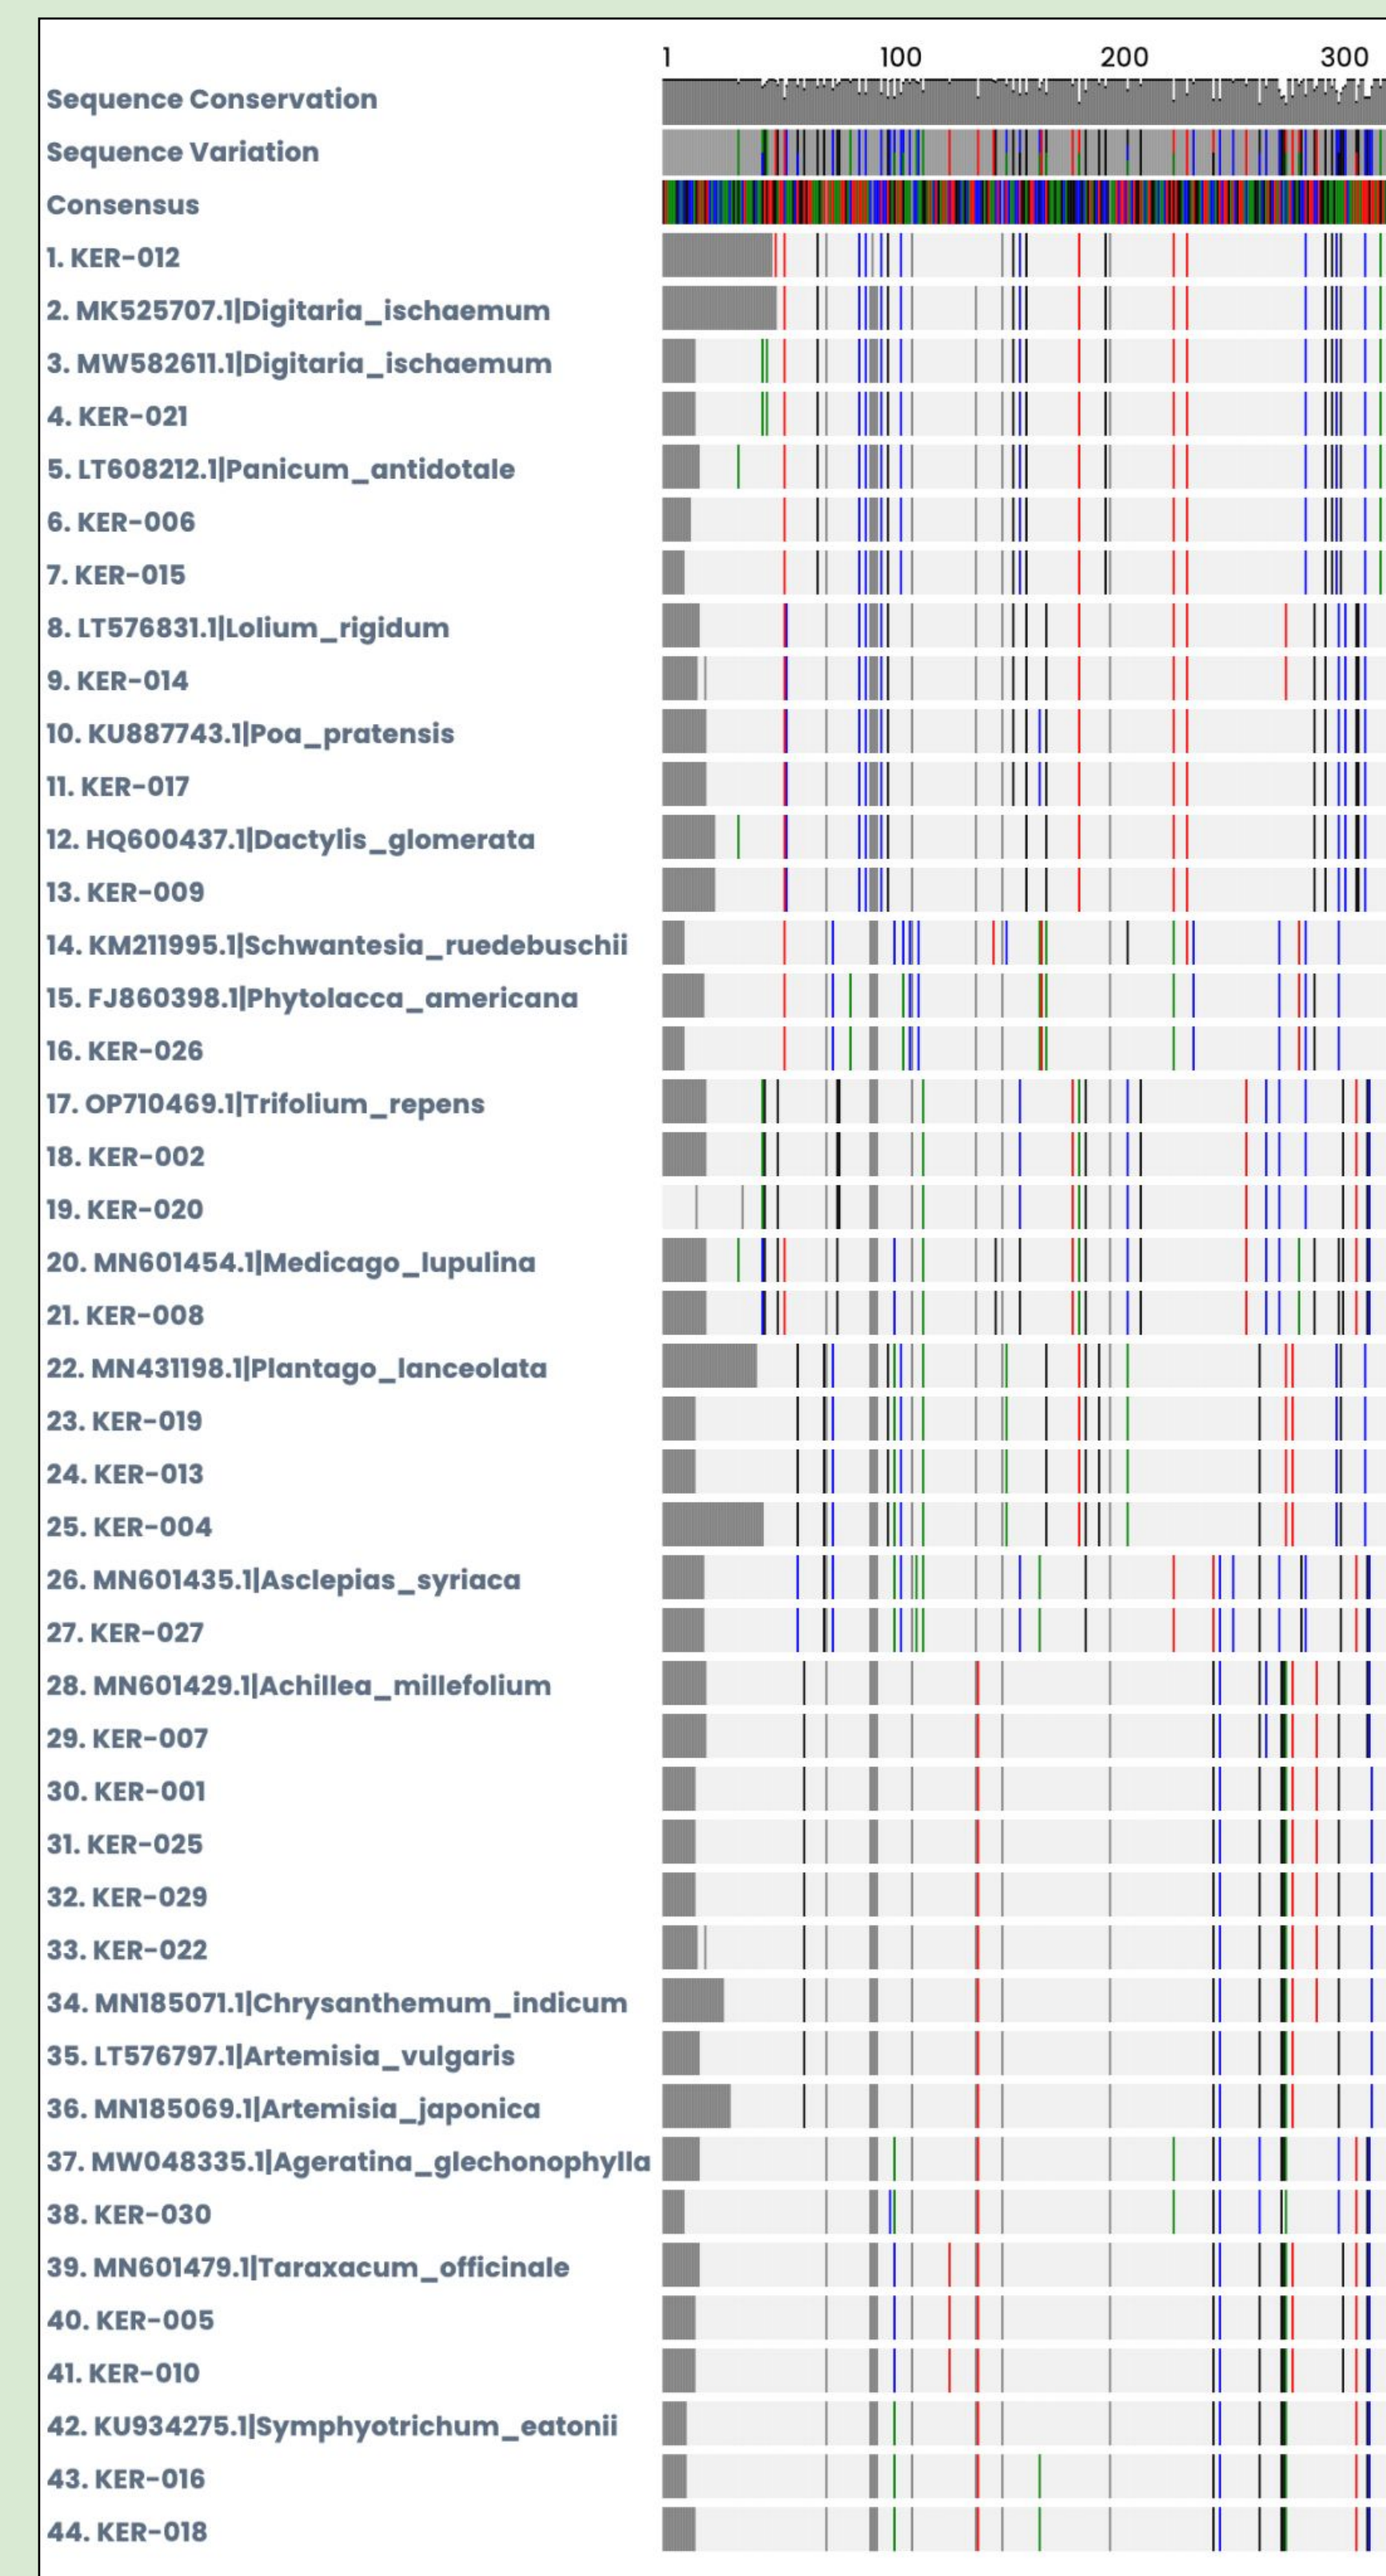 1 100 200 300
Sequence Conservation
Sequence Variation
Consensus
1. KER-012
2. MK525707.1|Digitaria_ischaemum
3. MW582611.1|Digitaria_ischaemum
4. KER-021
5. LT608212.1|Panicum_antidotale
6. KER-006
7. KER-015
8. LT576831.1|Lolium_rigidum
9. KER-014
10. KU887743.1|Poa_pratensis
11. KER-017
12. HQ600437.1|Dactylis_glomerata
13. KER-009
14. KM211995.1|Schwantesia_ruedebuschii
15. FJ860398.1|Phytolacca_americana
16. KER-026
17. OP710469.1|Trifolium_repens
18. KER-002
19. KER-020
20. MN601454.1|Medicago_lupulina
21. KER-008
22. MN431198.1|Plantago_lanceolata
23. KER-019
24. KER-013
25. KER-004
26. MN601435.1|Asclepias_syriaca
27. KER-027
28. MN601429.1|Achillea_millefolium
29. KER-007
30. KER-001
31. KER-025
32. KER-029
33. KER-022
34. MN185071.1|Chrysanthemum_indicum
35. LT576797.1|Artemisia_vulgaris
36. MN185069.1|Artemisia_japonica
37. MW048335.1|Ageratina_glechonophylla
38. KER-030
39. MN601479.1|Taraxacum_officinale
40. KER-005
41. KER-010
42. KU934275.1|Symphyotrichum_eatonii
43. KER-016
44. KER-018